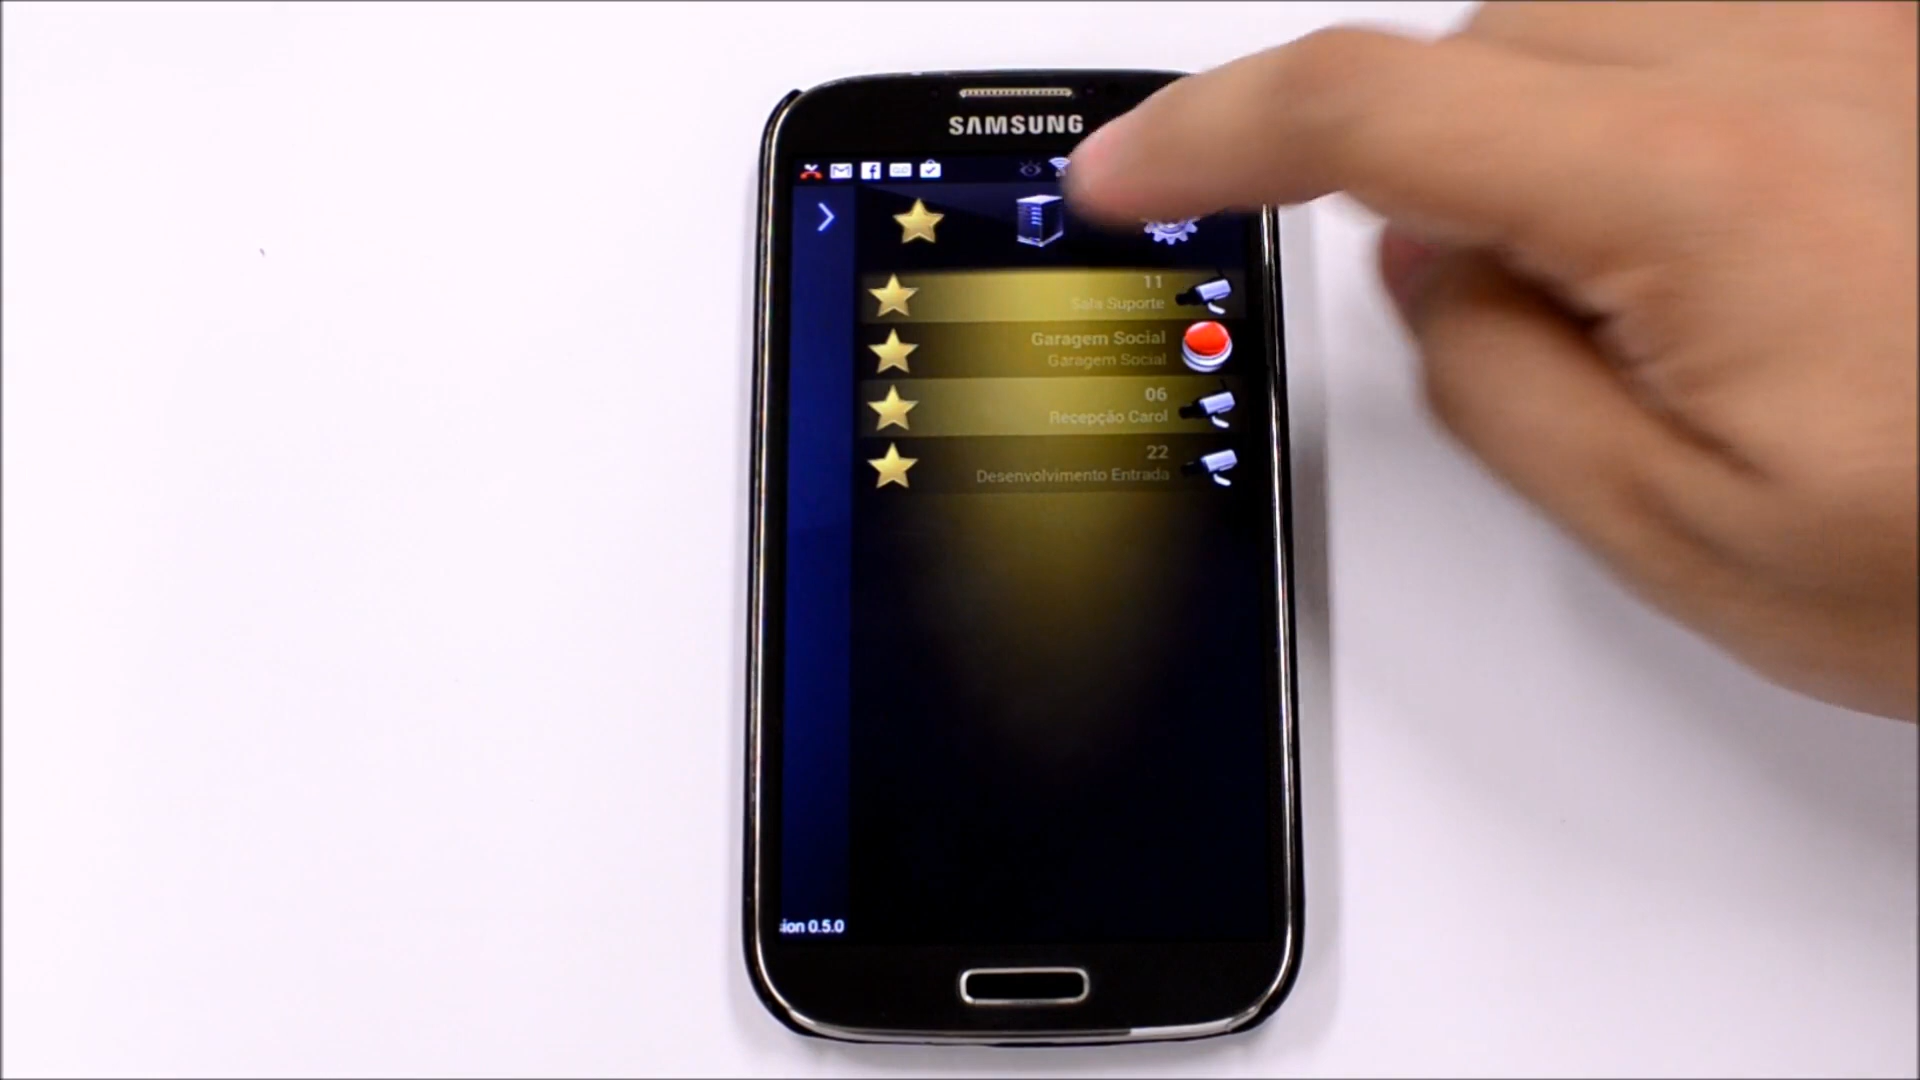 SAMSUNG
11
Sala Suporte
Garagem Social
Garagem Social
06
Recepção Carol
22
Desenvolvimento Entrada
ion 0.5.0